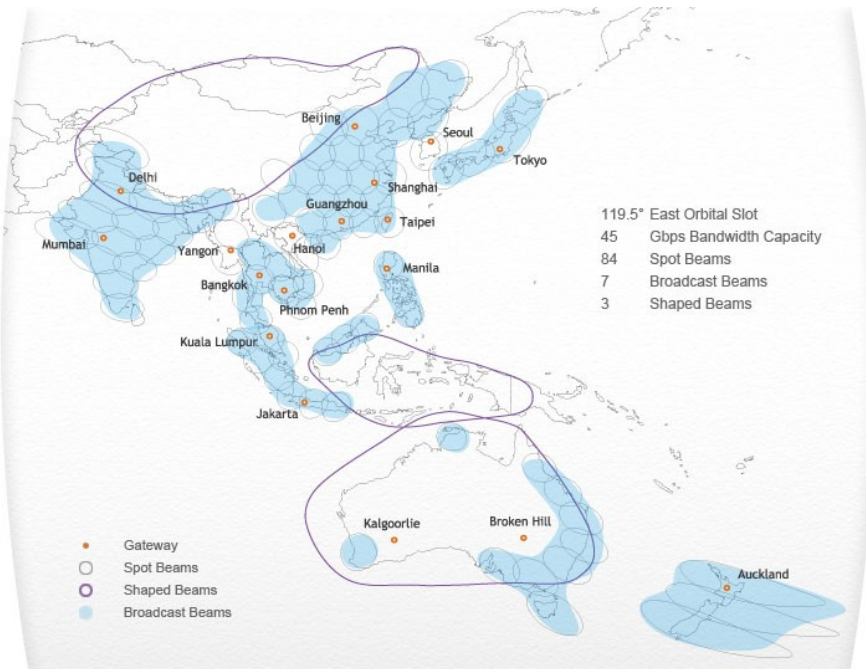 Beijing
Seoul
Tokyo
Delhi
Shanghai
Guangzhou
Taipei
Mumbai
Yangon
Hanoi
Manila
Bangkok
Phnom Penh
Kuala Lumpur
Jakarta
119.5° East Orbital Slot
45 Gbps Bandwidth Capacity
84 Spot Beams
7 Broadcast Beams
3 Shaped Beams
Kalgoorlie
Broken Hill
Auckland
Gateway
Spot Beams
Shaped Beams
Broadcast Beams